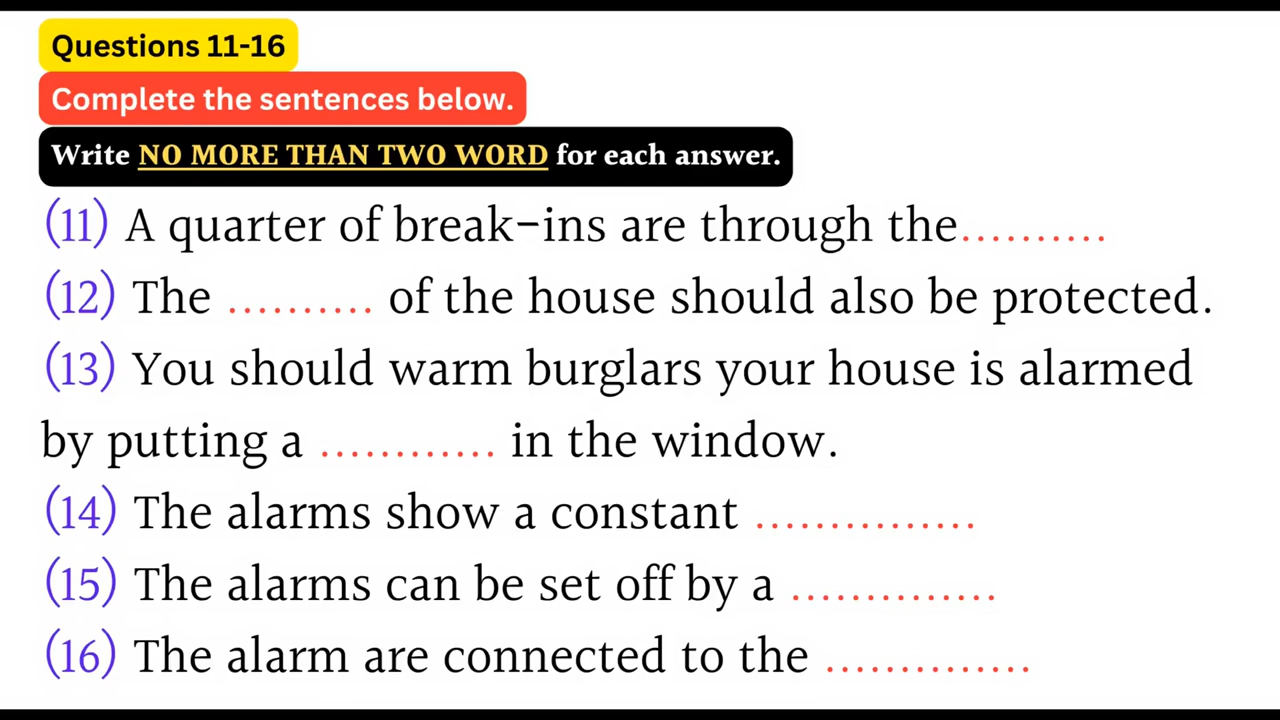 Questions 11-16
Complete the sentences below.
Write NO MORE THAN TWO WORD for each answer.
(11) A quarter of break-ins are through the..........
(12) The .......... of the house should also be protected.
(13) You should warm burglars your house is alarmed
by putting a ............ in the window.
(14) The alarms show a constant ...............
(15) The alarms can be set off by a ..............
(16) The alarm are connected to the ..............